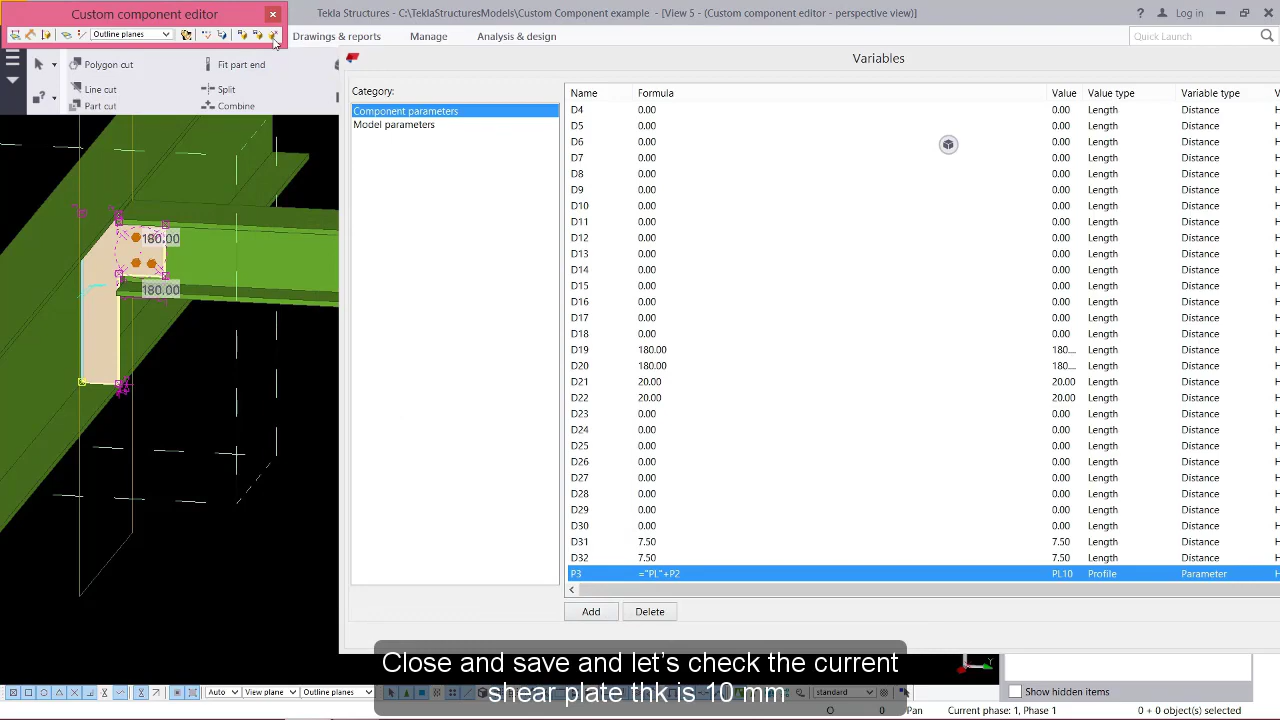 Custom component editor
Tekla Structures - C:\TeklaStructuresModels\Custom Component example - [View 5 - (Custom component editor - perspective view)]
Log in
Outline planes
Drawings & reports
Manage
Analysis & design
Quick Launch
Polygon cut
Fit part end
Line cut
Split
Part cut
Combine
Variables
Category:
Component parameters
Model parameters
Name Formula Value Value type Variable type
D4 0.00 0.00 Length Distance
D5 0.00 0.00 Length Distance
D6 0.00 0.00 Length Distance
D7 0.00 0.00 Length Distance
D8 0.00 0.00 Length Distance
D9 0.00 0.00 Length Distance
D10 0.00 0.00 Length Distance
D11 0.00 0.00 Length Distance
D12 0.00 0.00 Length Distance
D13 0.00 0.00 Length Distance
D14 0.00 0.00 Length Distance
D15 0.00 0.00 Length Distance
D16 0.00 0.00 Length Distance
D17 0.00 0.00 Length Distance
D18 0.00 0.00 Length Distance
D19 180.00 180... Length Distance
D20 180.00 180... Length Distance
D21 20.00 20.00 Length Distance
D22 20.00 20.00 Length Distance
D23 0.00 0.00 Length Distance
D24 0.00 0.00 Length Distance
D25 0.00 0.00 Length Distance
D26 0.00 0.00 Length Distance
D27 0.00 0.00 Length Distance
D28 0.00 0.00 Length Distance
D29 0.00 0.00 Length Distance
D30 0.00 0.00 Length Distance
D31 7.50 7.50 Length Distance
D32 7.50 7.50 Length Distance
P3 ="PL"+P2 PL10 Profile Parameter
Add
Delete
180.00
180.00
Close and save and let's check the current
shear plate thk is 10 mm
Show hidden items
Auto
View plane
Outline planes
standard
O
0
Pan
Current phase: 1, Phase 1
0 + 0 object(s) selected